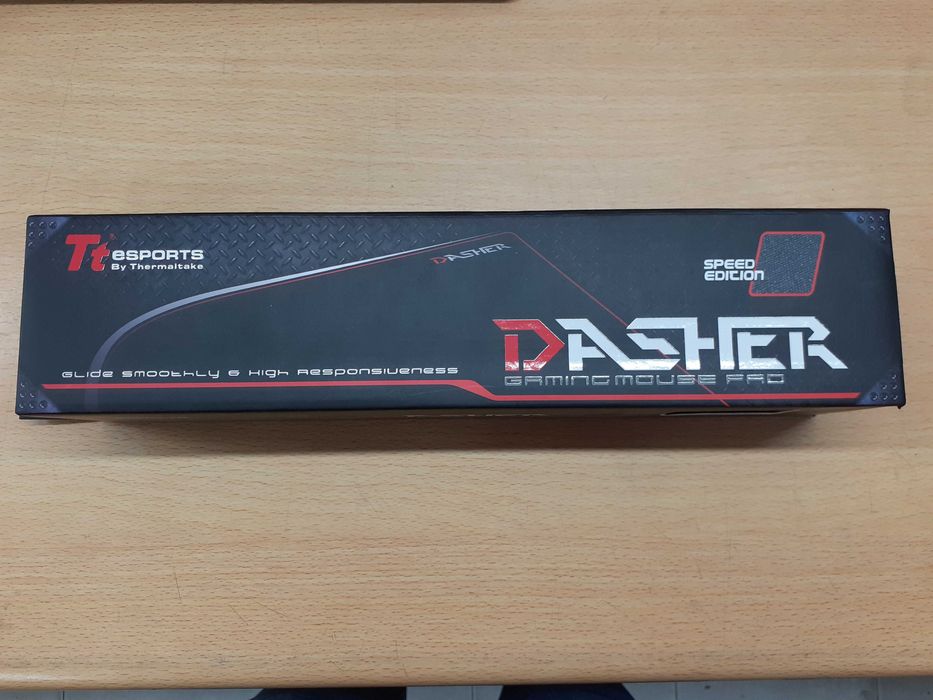 Tt eSPORTS
By Thermaltake
DASHER
SPEED
EDITION
DASHER
GAMING MOUSE PAD
GLIDE SMOOTHLY & HIGH RESPONSIVENESS